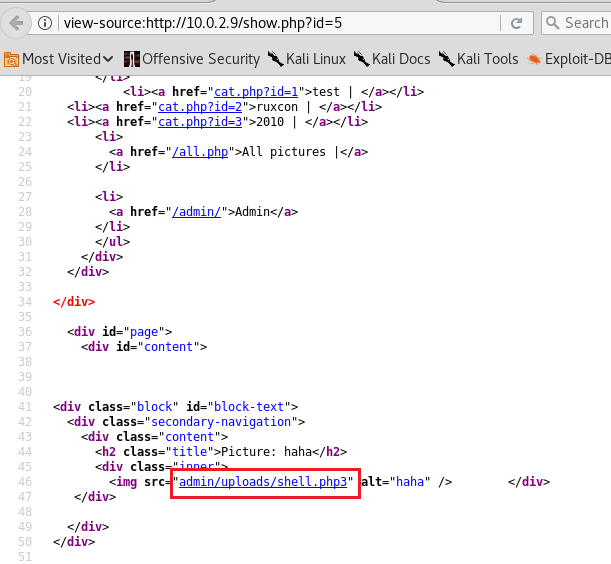 view-source:http://10.0.2.9/show.php?id=5
Search
Most Visited
Offensive Security
Kali Linux
Kali Docs
Kali Tools
Exploit-DB
19 </li>
20 <li><a href="cat.php?id=1">test | </a></li>
21 <li><a href="cat.php?id=2">ruxcon | </a></li>
22 <li><a href="cat.php?id=3">2010 | </a></li>
23 <li>
24 <a href="/all.php">All pictures |</a>
25 </li>
26
27 <li>
28 <a href="/admin/">Admin</a>
29 </li>
30 </ul>
31 </div>
32 </div>
33
34 </div>
35
36 <div id="page">
37 <div id="content">
38
39
40
41 <div class="block" id="block-text">
42 <div class="secondary-navigation">
43 <div class="content">
44 <h2 class="title">Picture: haha</h2>
45 <div class="inner">
46 <img src="admin/uploads/shell.php3" alt="haha" /> </div>
47 </div>
48
49 </div>
50 </div>
51